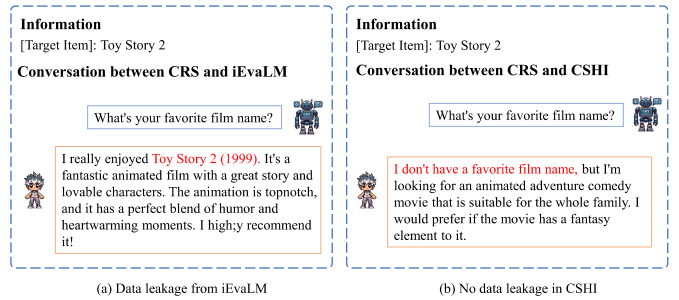 Information
[Target Item]: Toy Story 2
Conversation between CRS and iEvaLM
What's your favorite film name?
I really enjoyed Toy Story 2 (1999). It's a
fantastic animated film with a great story and
lovable characters. The animation is topnotch,
and it has a perfect blend of humor and
heartwarming moments. I high;y recommend
it!
(a) Data leakage from iEvaLM
Information
[Target Item]: Toy Story 2
Conversation between CRS and CSHI
What's your favorite film name?
I don't have a favorite film name, but I'm
looking for an animated adventure comedy
movie that is suitable for the whole family. I
would prefer if the movie has a fantasy
element to it.
(b) No data leakage in CSHI